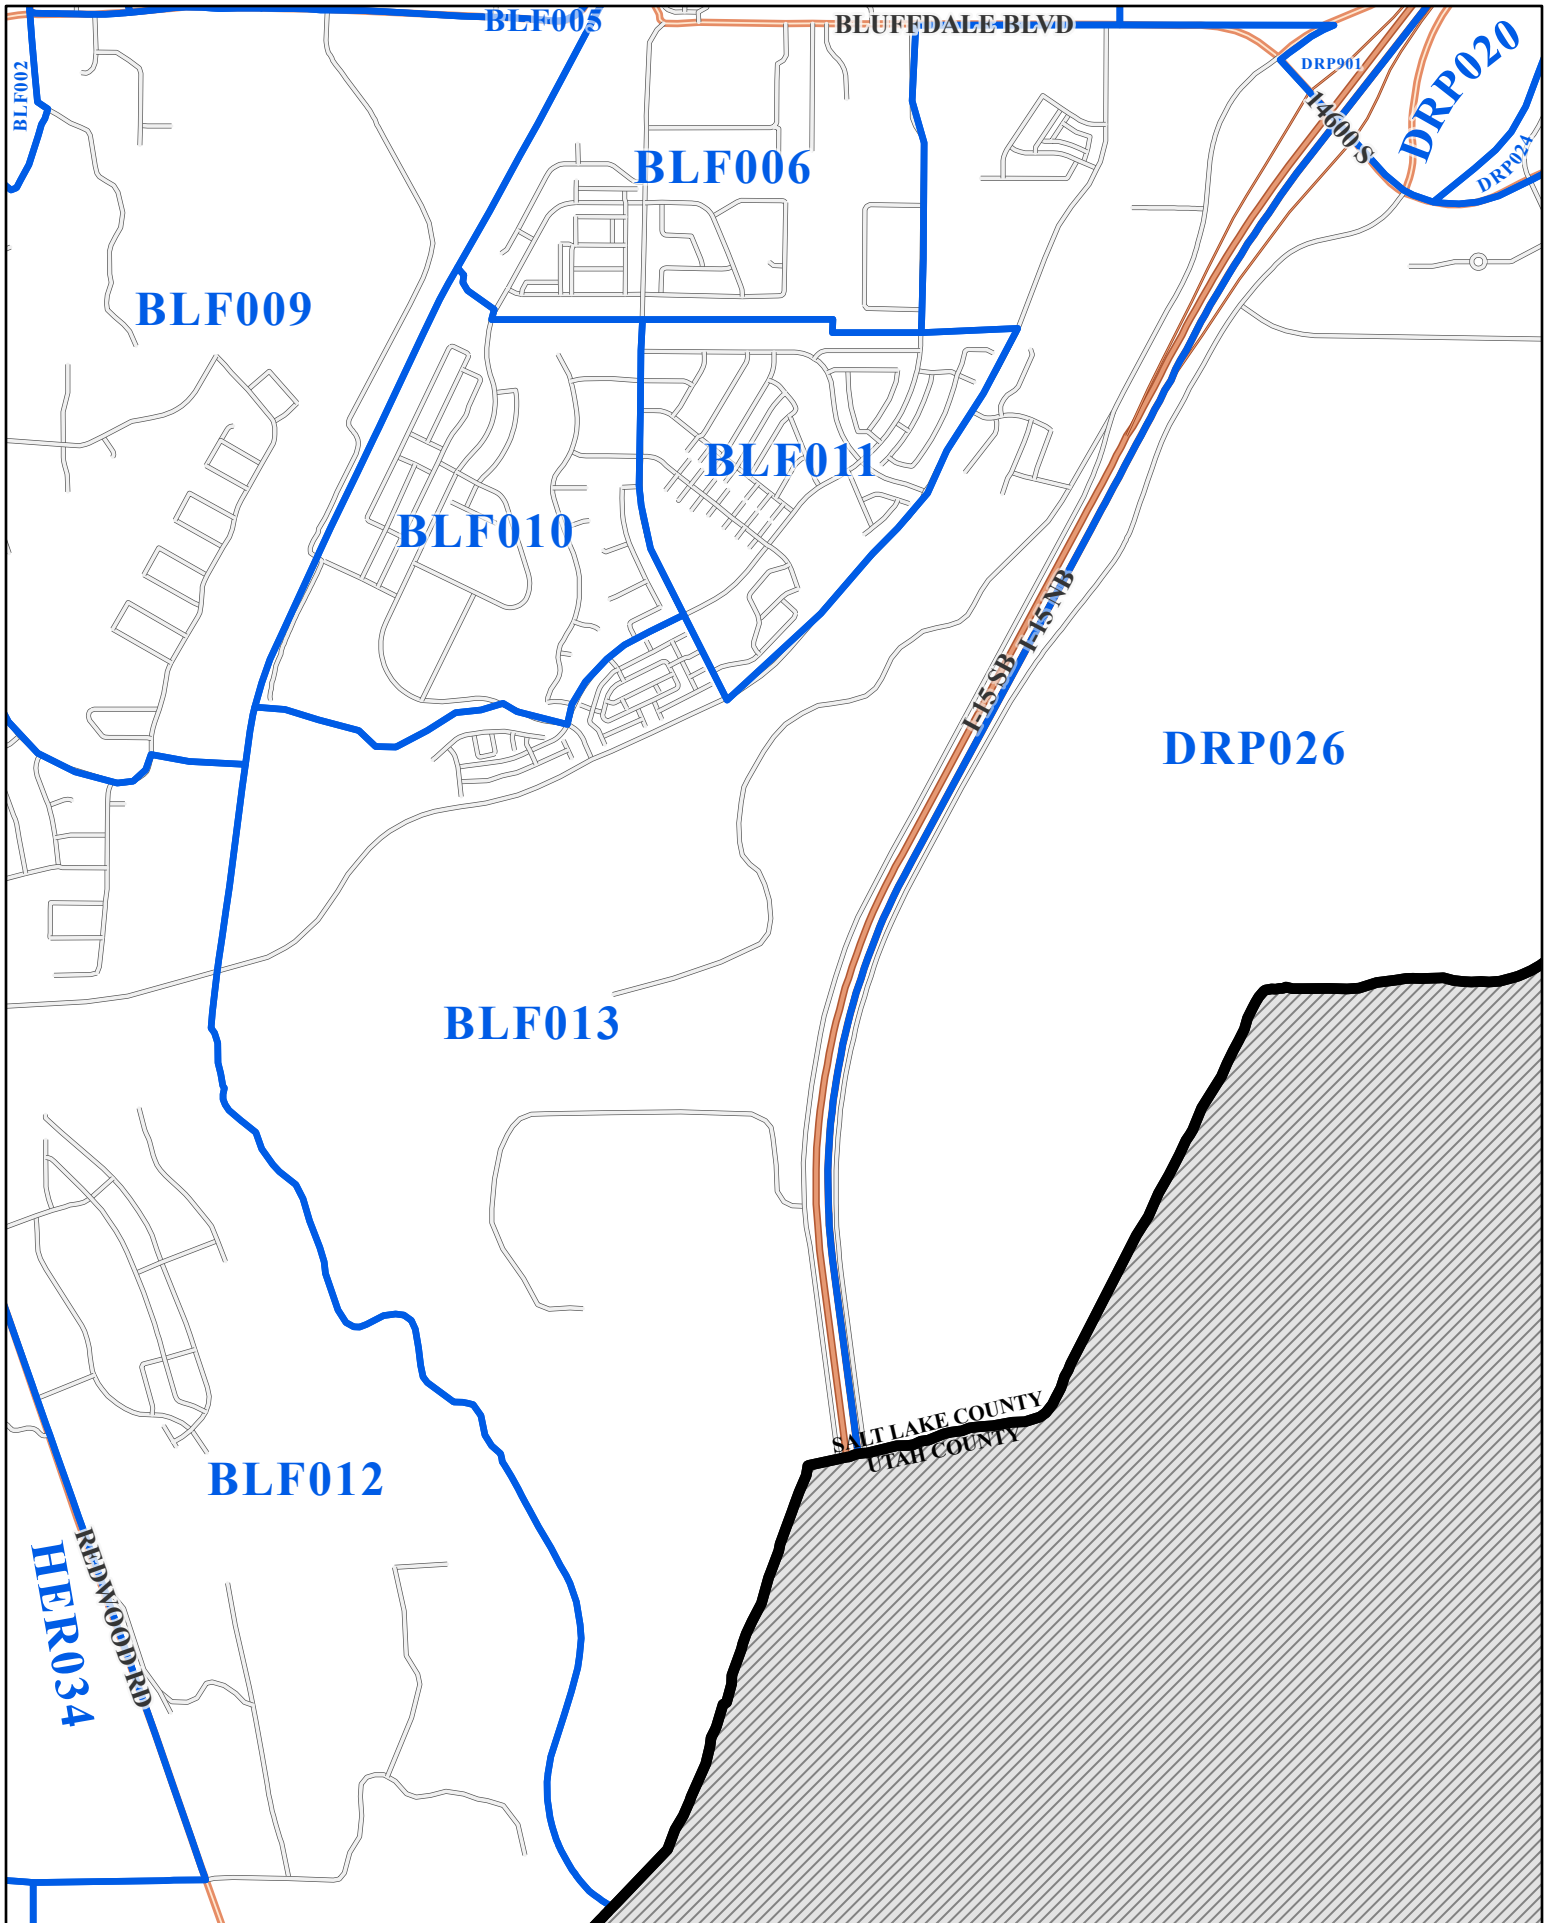 BLF005
BLUFFDALE BLVD
DRP020
BLF002
DRP901
14600 S
DRP024
BLF006
BLF009
BLF011
BLF010
I-15 NB
I-15 SB
DRP026
BLF013
SALT LAKE COUNTY
UTAH COUNTY
BLF012
REDWOOD RD
HER034